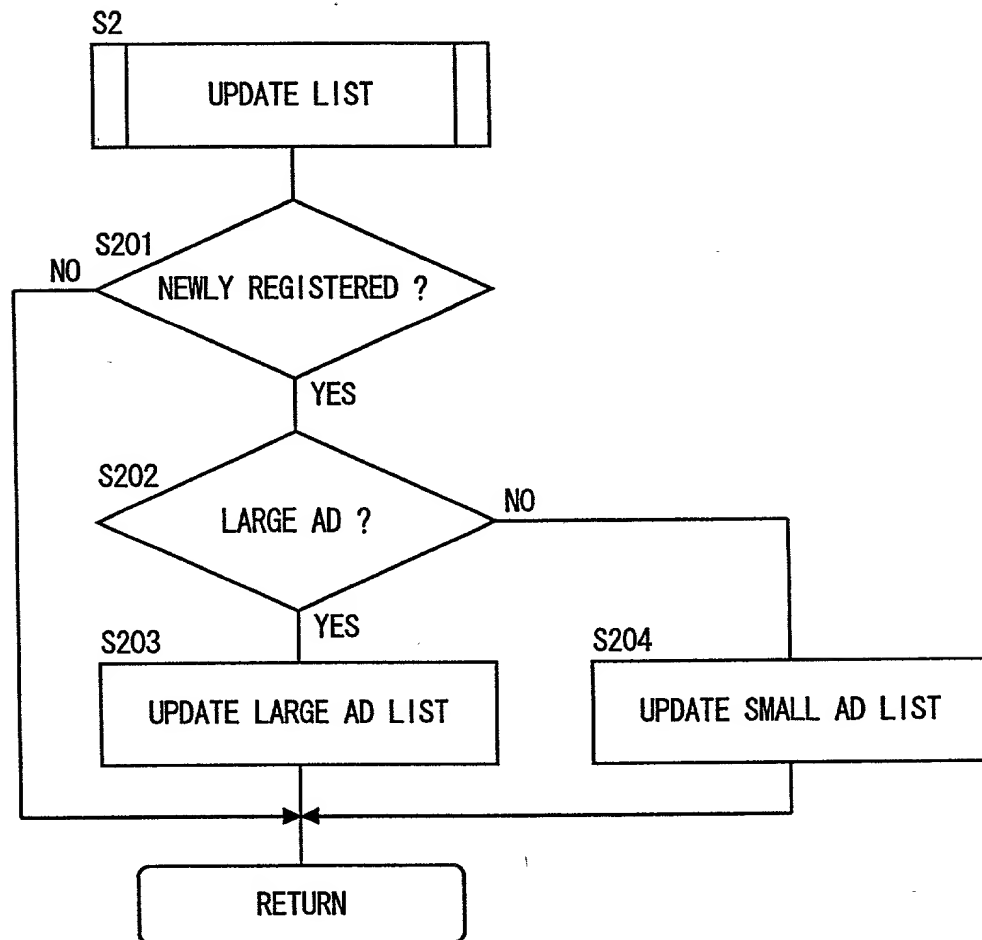 S2
UPDATE LIST
S201
NO
NEWLY REGISTERED ?
YES
S202
NO
LARGE AD ?
YES
S203
S204
UPDATE LARGE AD LIST
UPDATE SMALL AD LIST
RETURN